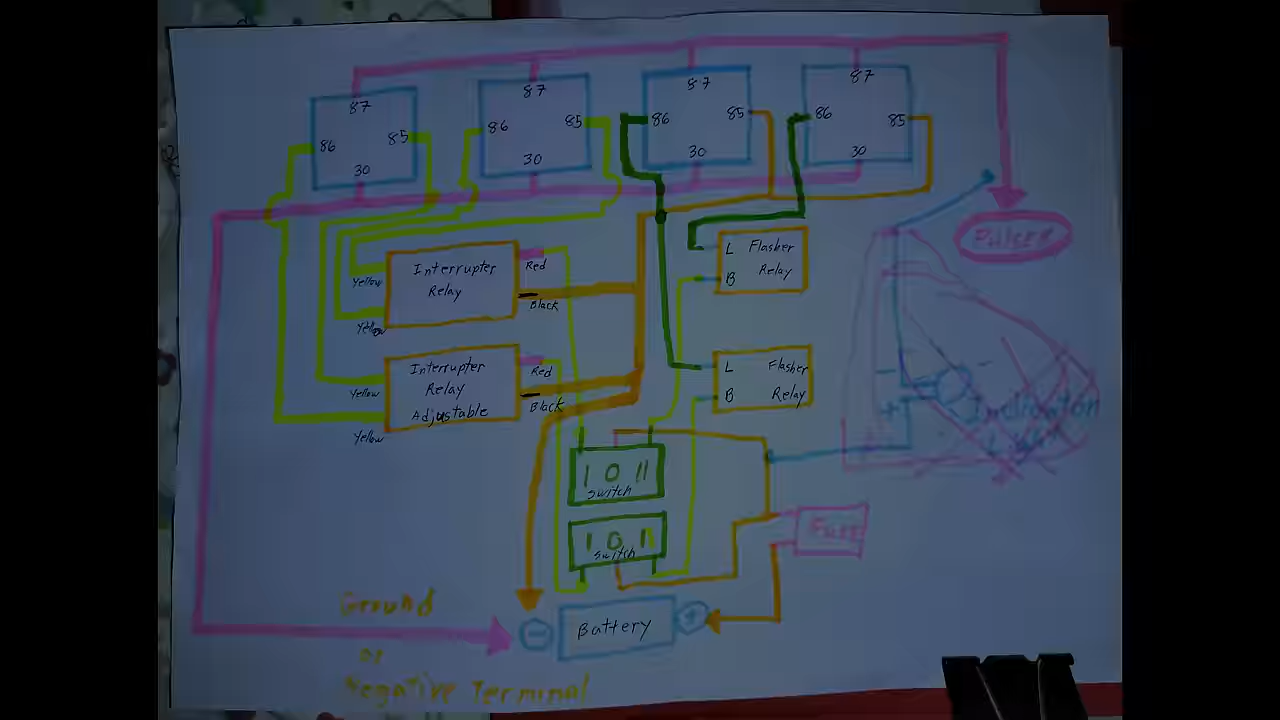 87
87
87
87
86
85
86
85
86
85
86
85
30
30
30
30
Interrupter
Relay
Red
Black
Yellow
Yellow
L Flasher
B Relay
Interrupter
Relay
Adjustable
Red
Black
Yellow
Yellow
L Flasher
B Relay
1 0 11
Switch
1 0 11
Switch
Fuse
Battery
-
+
-
+
Indicator
Ground
or
Negative Terminal